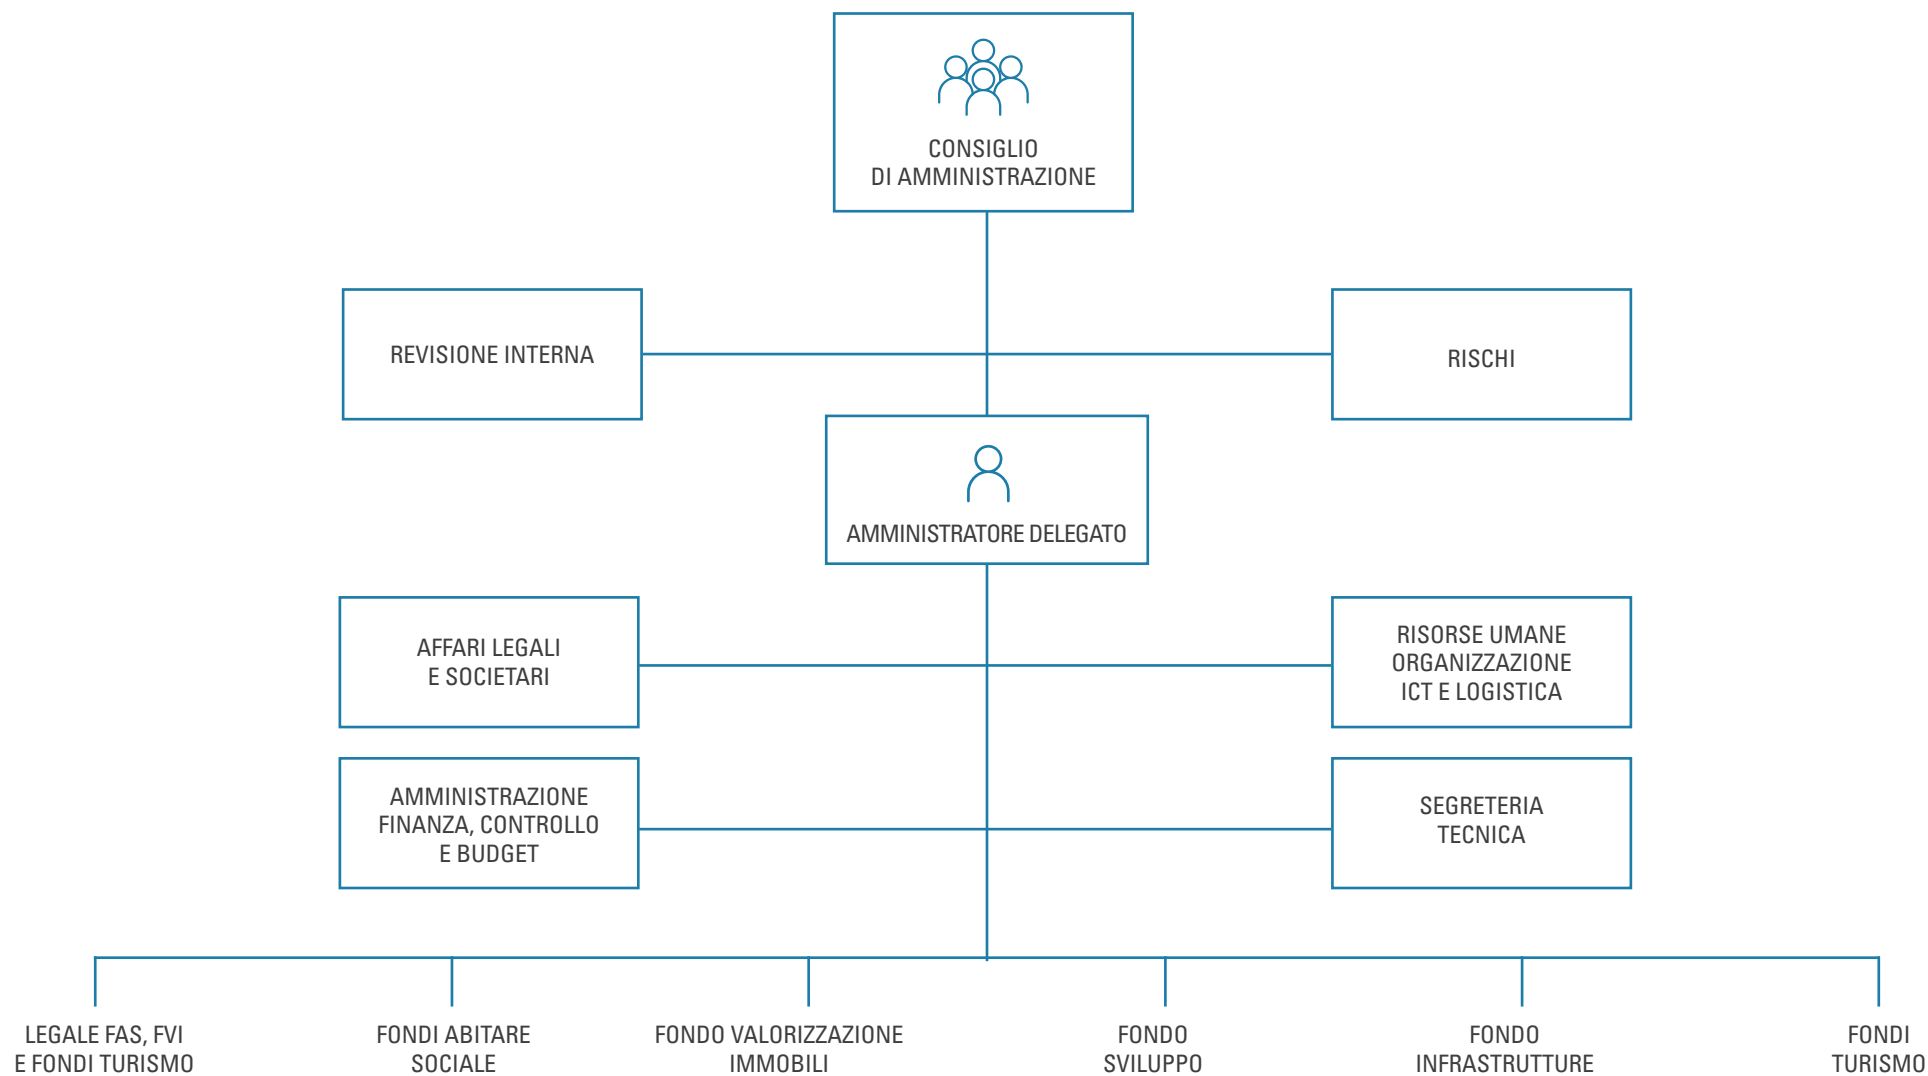 CONSIGLIO
DI AMMINISTRAZIONE
REVISIONE INTERNA
RISCHI
AMMINISTRATORE DELEGATO
AFFARI LEGALI
E SOCIETARI
RISORSE UMANE
ORGANIZZAZIONE
ICT E LOGISTICA
AMMINISTRAZIONE
FINANZA, CONTROLLO
E BUDGET
SEGRETERIA
TECNICA
LEGALE FAS, FVI
E FONDI TURISMO
FONDI ABITARE
SOCIALE
FONDO VALORIZZAZIONE
IMMOBILI
FONDO
SVILUPPO
FONDO
INFRASTRUTTURE
FONDI
TURISMO